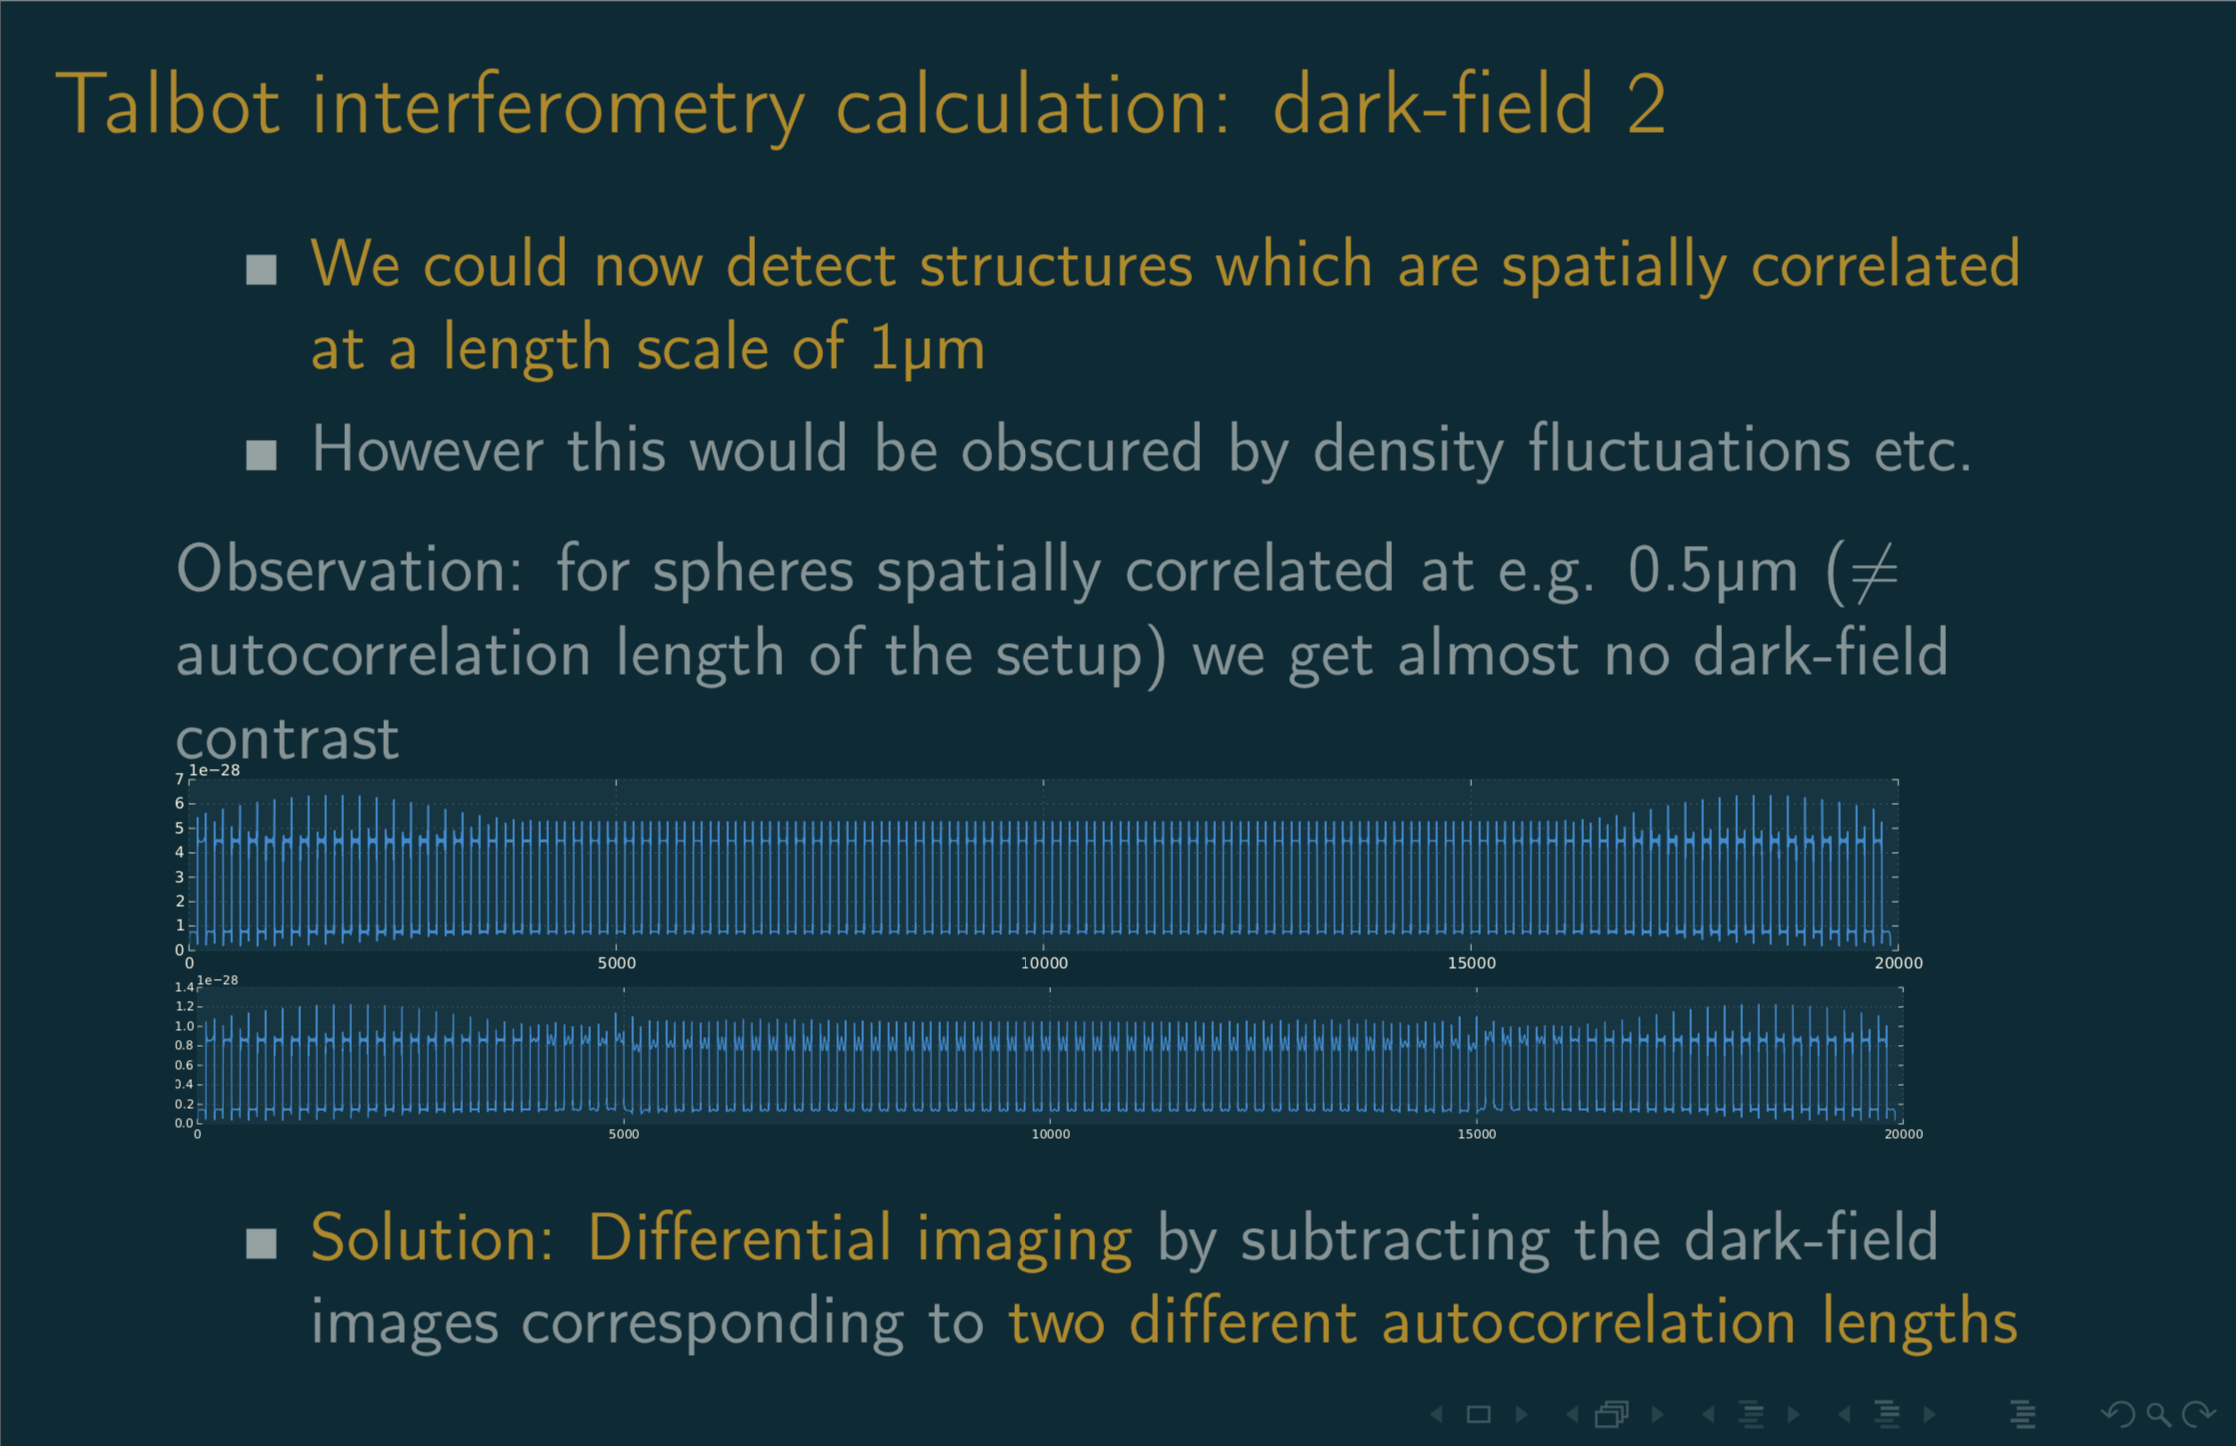 Talbot interferometry calculation: dark-field 2
We could now detect structures which are spatially correlated
at a length scale of 1µm
However this would be obscured by density fluctuations etc.
Observation: for spheres spatially correlated at e.g. 0.5µm (≠
autocorrelation length of the setup) we get almost no dark-field
contrast
1e−28
7
6
5
4
3
2
1
0
0 5000 10000 15000 20000
1e−28
1.4
1.2
1.0
0.8
0.6
0.4
0.2
0.0
0 5000 10000 15000 20000
Solution: Differential imaging by subtracting the dark-field
images corresponding to two different autocorrelation lengths